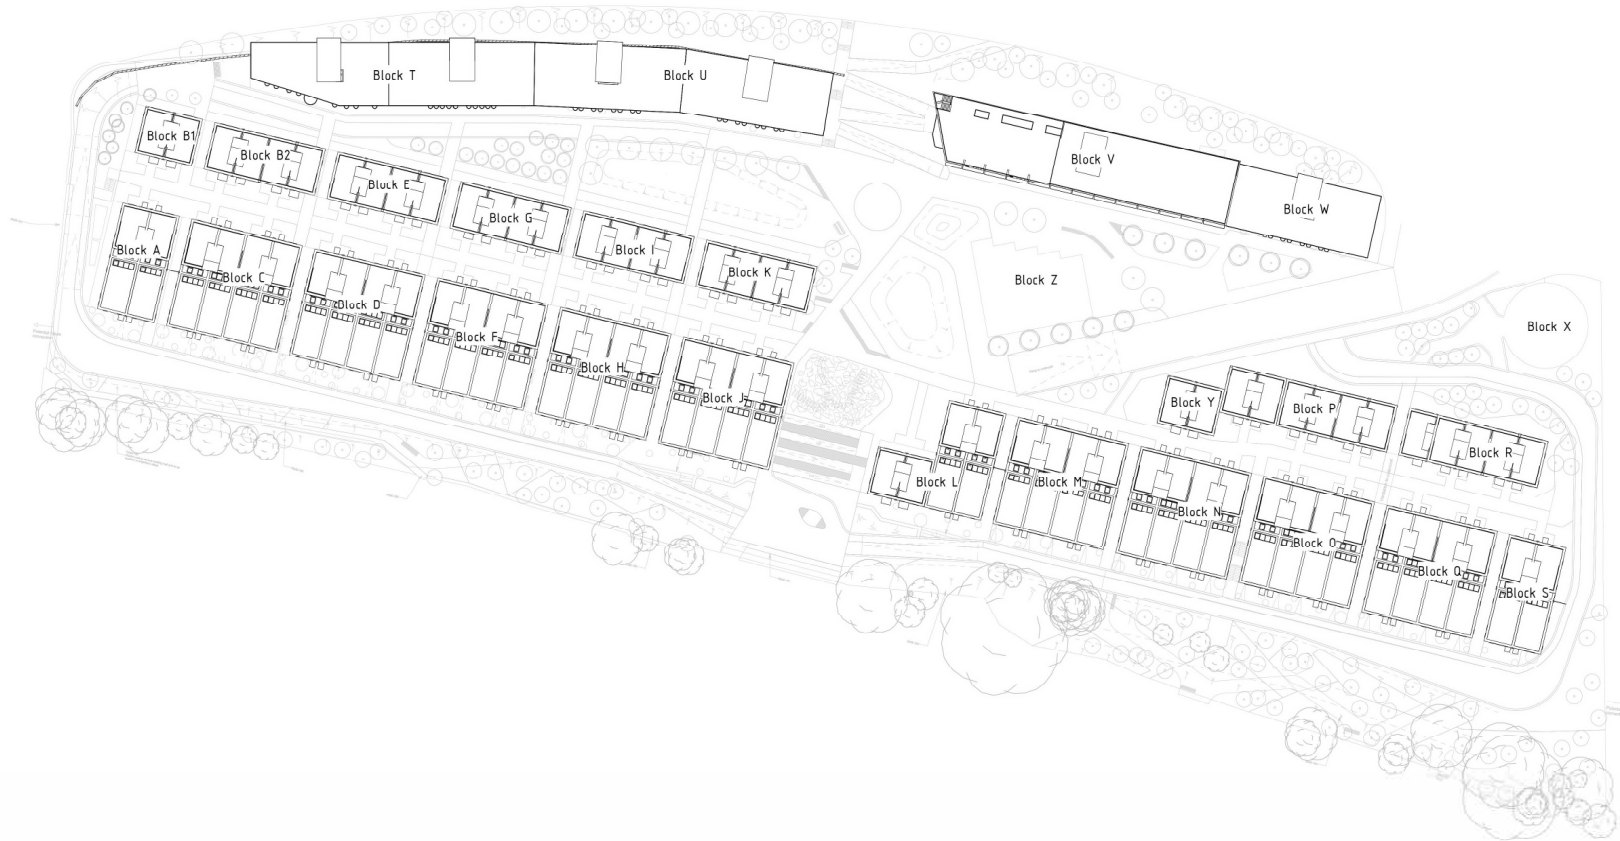 Block T
Block U
Block B1
Block B2
Block E
Block G
Block I
Block K
Block V
Block W
Block A
Block C
Block D
Block F
Block H
Block J
Block Z
Block X
Block Y
Block P
Block R
Block L
Block M
Block N
Block O
Block Q
Block S